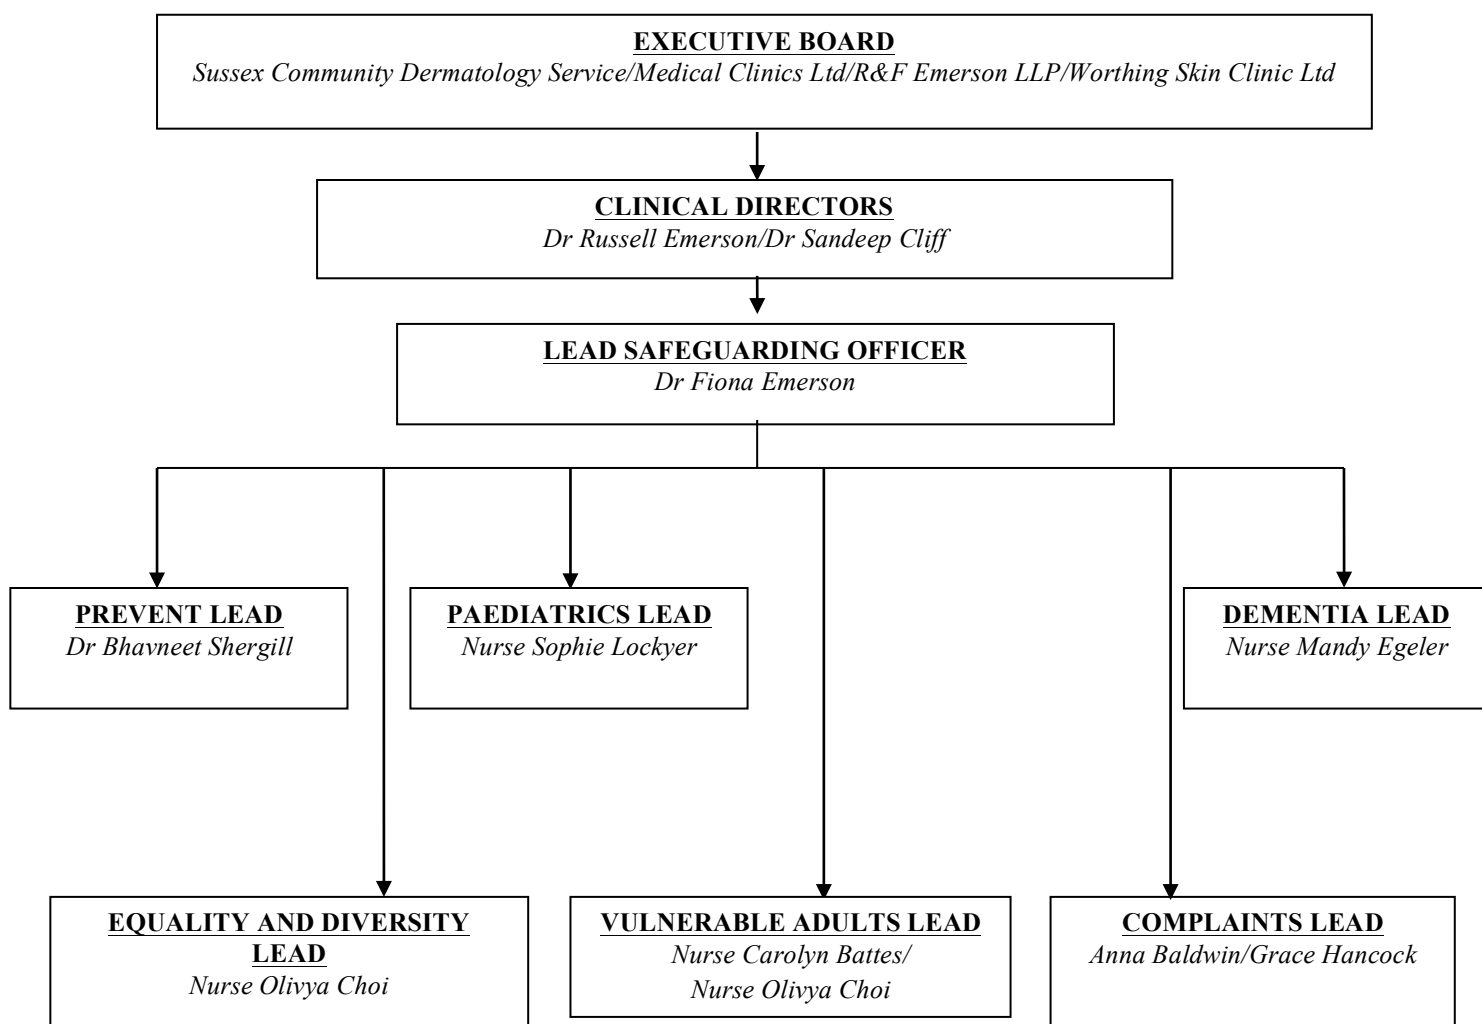 EXECUTIVE BOARD
Sussex Community Dermatology Service/Medical Clinics Ltd/R&F Emerson LLP/Worthing Skin Clinic Ltd
CLINICAL DIRECTORS
Dr Russell Emerson/Dr Sandeep Cliff
LEAD SAFEGUARDING OFFICER
Dr Fiona Emerson
PREVENT LEAD
Dr Bhavneet Shergill
PAEDIATRICS LEAD
Nurse Sophie Lockyer
DEMENTIA LEAD
Nurse Mandy Egeler
EQUALITY AND DIVERSITY
LEAD
Nurse Olivya Choi
VULNERABLE ADULTS LEAD
Nurse Carolyn Battes/
Nurse Olivya Choi
COMPLAINTS LEAD
Anna Baldwin/Grace Hancock